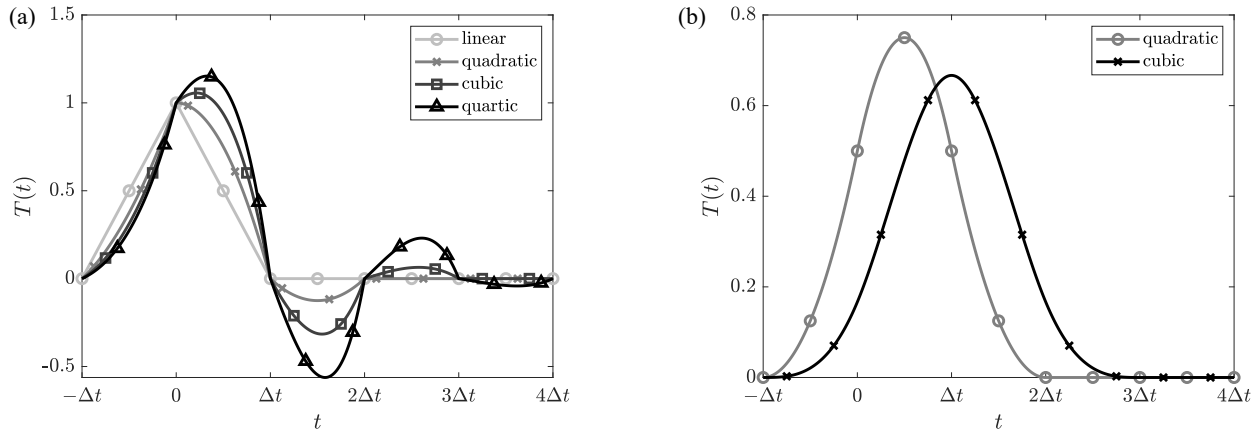 (a)
T(t)
1.5
1
0.5
0
-0.5
linear
quadratic
cubic
quartic
−Δt 0 Δt 2Δt 3Δt 4Δt
t
(b)
T(t)
0.8
0.6
0.4
0.2
0
quadratic
cubic
−Δt 0 Δt 2Δt 3Δt 4Δt
t